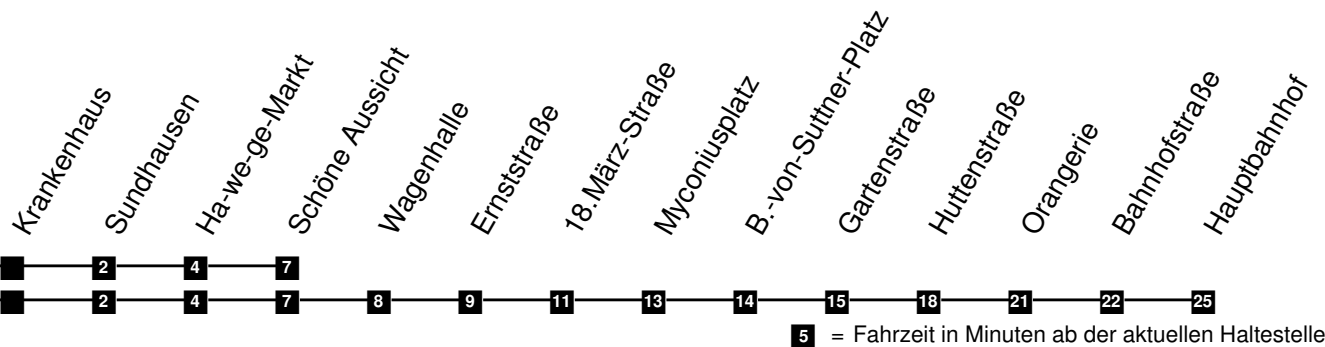 Krankenhaus
Sundhausen
Ha-we-ge-Markt
Schöne Aussicht
Wagenhalle
Ernststraße
18.März-Straße
Myconiusplatz
B.-von-Suttner-Platz
Gartenstraße
Huttenstraße
Orangerie
Bahnhofstraße
Hauptbahnhof
2 4 7
2 4 7 8 9 11 13 14 15 18 21 22 25
5 = Fahrzeit in Minuten ab der aktuellen Haltestelle